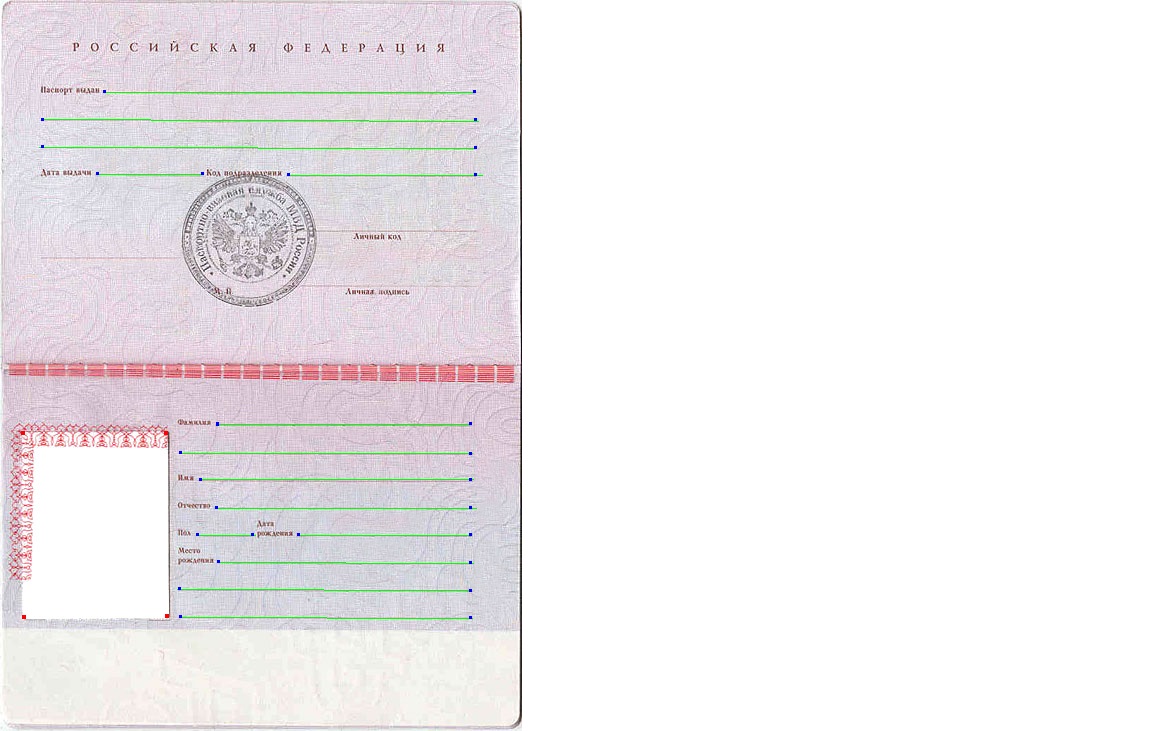 РОССИЙСКАЯ ФЕДЕРАЦИЯ
Паспорт выдан
Дата выдачи Код подразделения
Паспортно-визовая служба МВД России
Личный код
М. П. Личная подпись
Фамилия
Имя
Отчество
Пол Дата рождения
Место
рождения